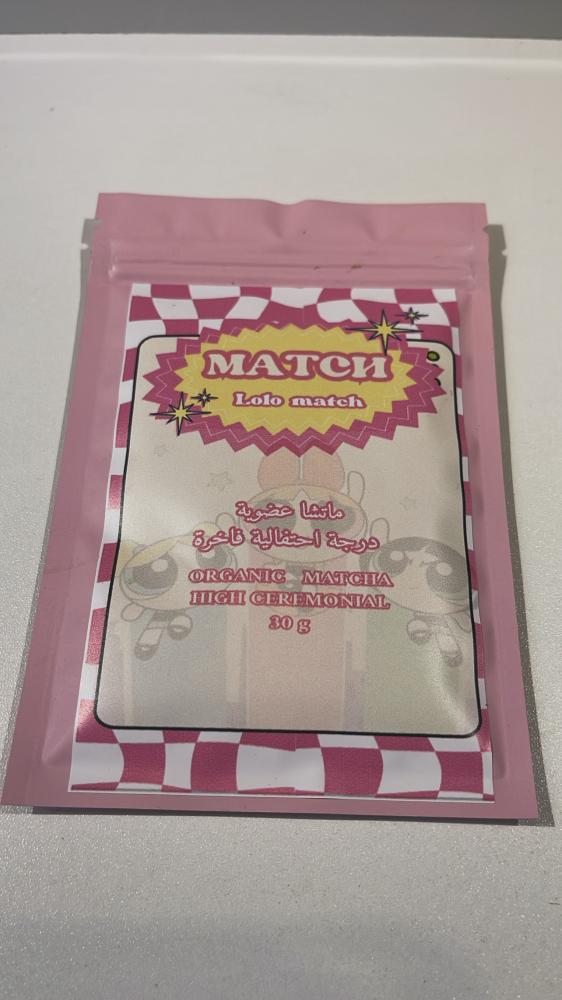 MATCH
Lolo match
ماتشا عضوية
درجة احتفالية فاخرة
ORGANIC MATCHA
HIGH CEREMONIAL
30 g